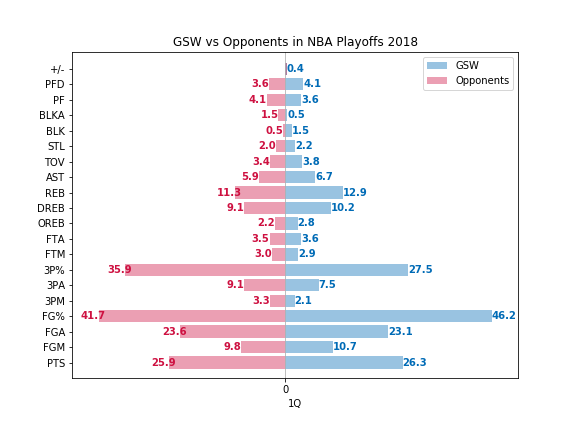 GSW vs Opponents in NBA Playoffs 2018
GSW
Opponents
+/- 0.4
PFD 3.6 4.1
PF 4.1 3.6
BLKA 1.5 0.5
BLK 0.5 1.5
STL 2.0 2.2
TOV 3.4 3.8
AST 5.9 6.7
REB 11.3 12.9
DREB 9.1 10.2
OREB 2.2 2.8
FTA 3.5 3.6
FTM 3.0 2.9
3P% 35.9 27.5
3PA 9.1 7.5
3PM 3.3 2.1
FG% 41.7 46.2
FGA 23.6 23.1
FGM 9.8 10.7
PTS 25.9 26.3
0
1Q